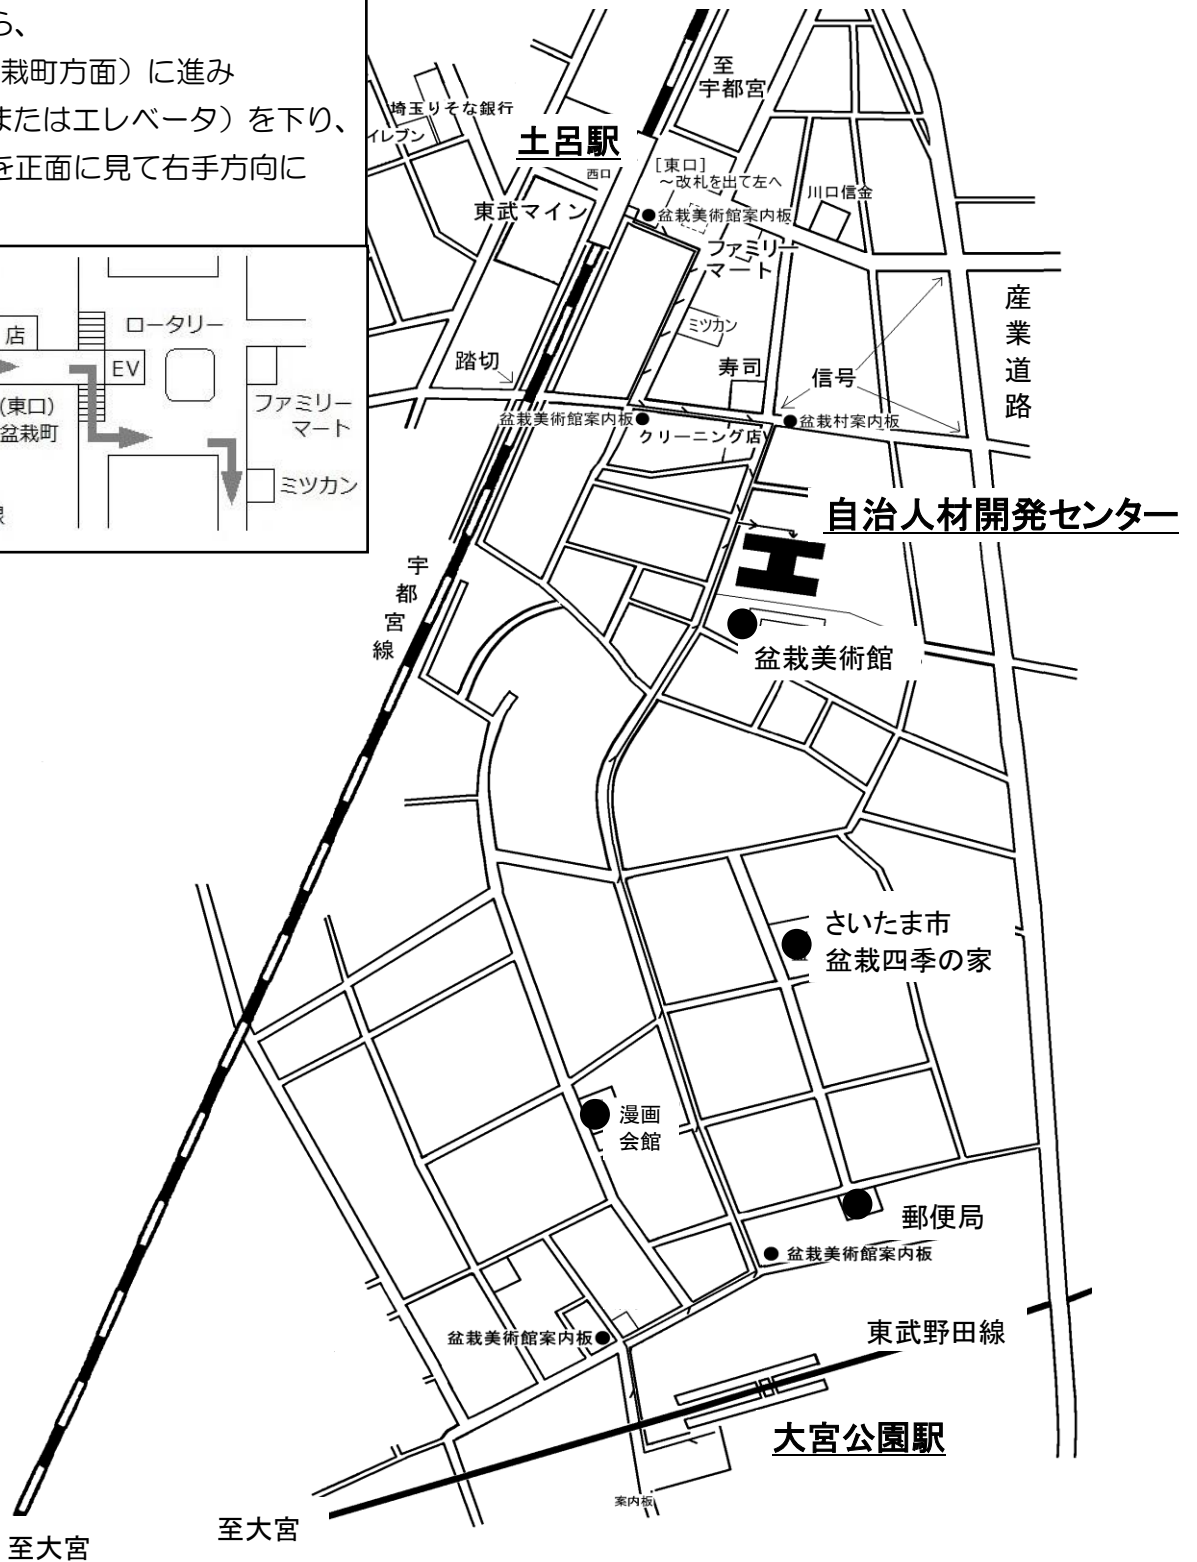 ら、
栽町方面）に進み
またはエレベータ）を下り、
を正面に見て右手方向に
店
ロータリー
EV
(東口)
盆栽町
ファミリー
マート
ミツカン
線
至
宇都宮
埼玉りそな銀行
イレブン
土呂駅
西口
[東口]
～改札を出て左へ
川口信金
東武マイン
盆栽美術館案内板
ファミリー
マート
ミツカン
産業道路
踏切
寿司
信号
盆栽美術館案内板
盆栽村案内板
クリーニング店
自治人材開発センター
宇都宮線
盆栽美術館
さいたま市
盆栽四季の家
漫画
会館
郵便局
盆栽美術館案内板
盆栽美術館案内板
東武野田線
大宮公園駅
案内板
至大宮
至大宮